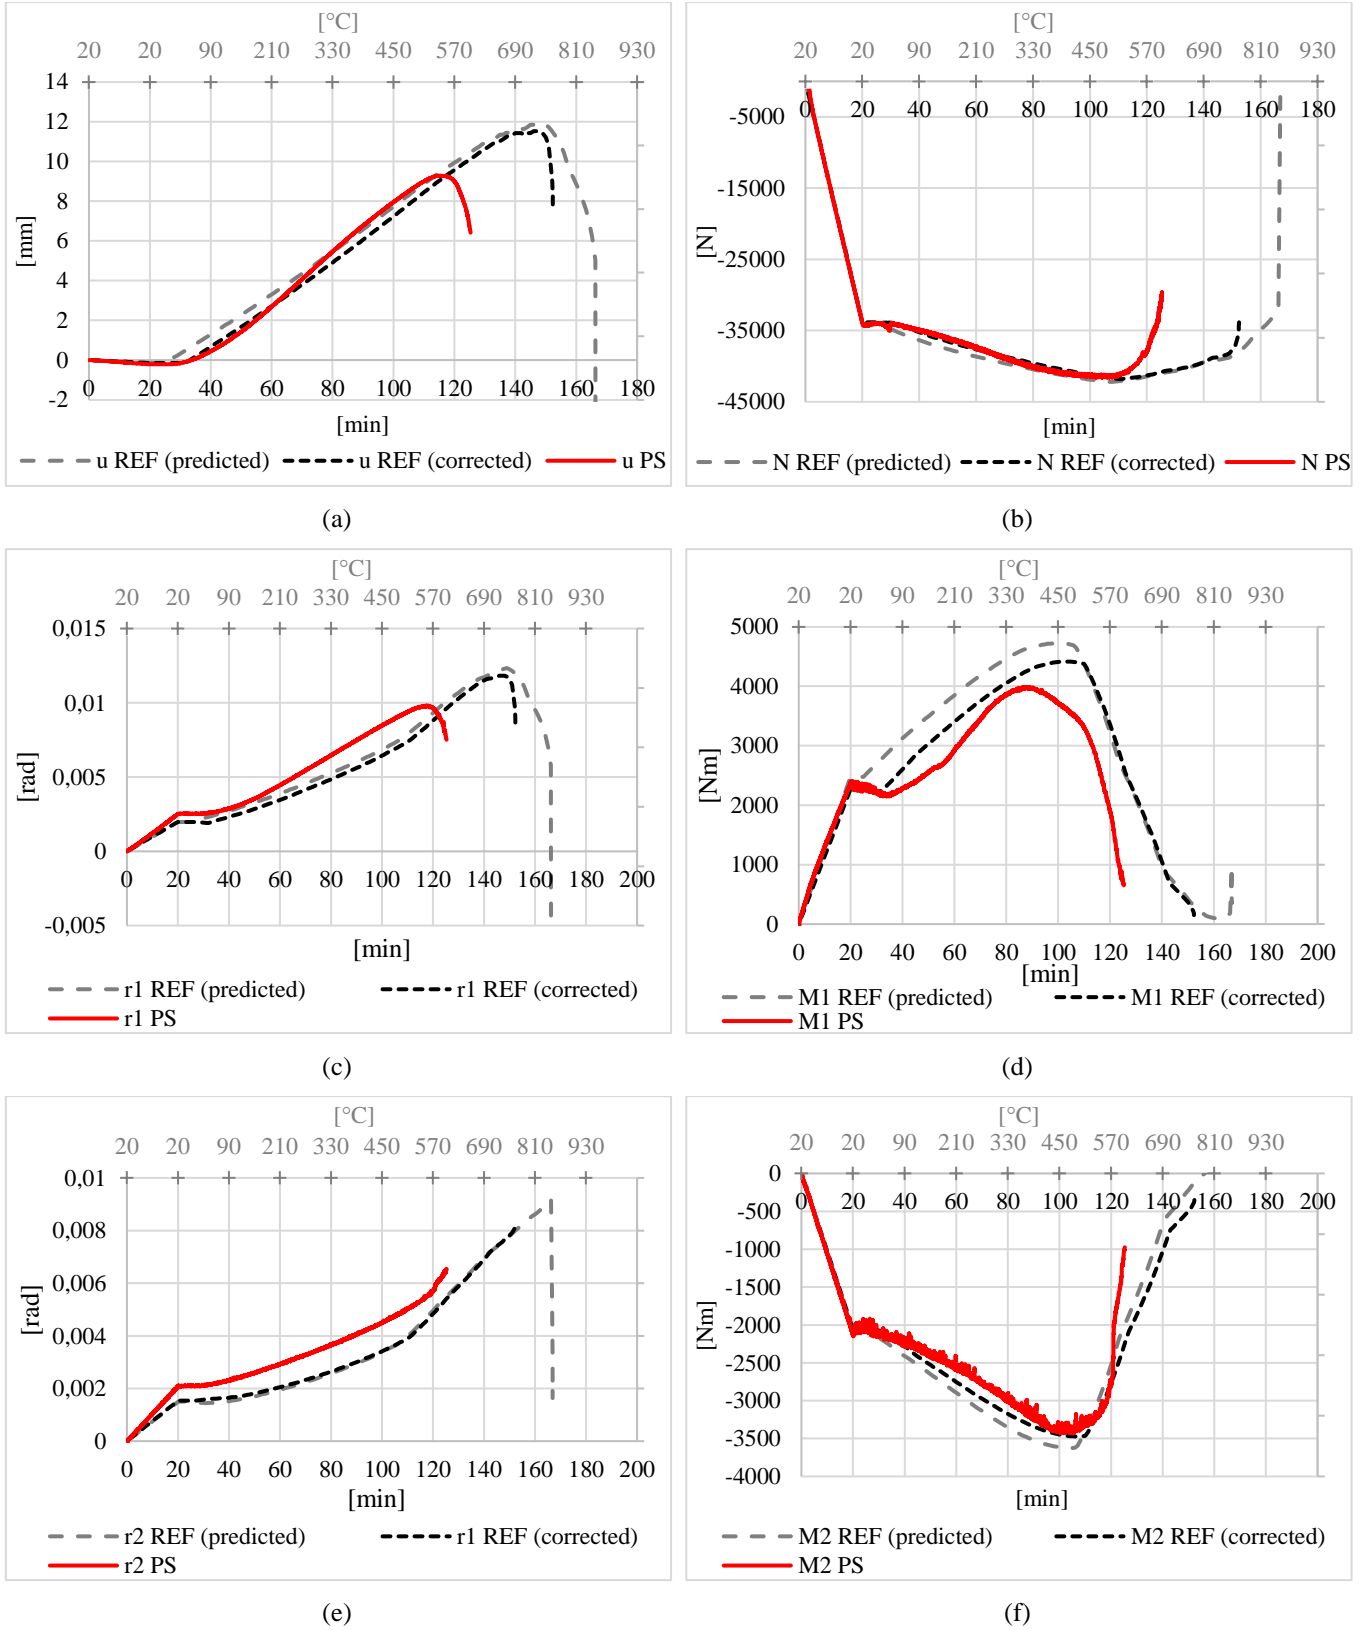 [°C]
20 20 90 210 330 450 570 690 810 930
14
12
10
8
6
4
2
0
-2
[mm]
0 20 40 60 80 100 120 140 160 180
[min]
u REF (predicted) u REF (corrected) u PS
(a)
[°C]
20 20 90 210 330 450 570 690 810 930
0 20 40 60 80 100 120 140 160 180
-5000
-15000
-25000
-35000
-45000
[N]
[min]
N REF (predicted) N REF (corrected) N PS
(b)
[°C]
20 20 90 210 330 450 570 690 810 930
0,015
0,01
0,005
0
-0,005
[rad]
0 20 40 60 80 100 120 140 160 180 200
[min]
r1 REF (predicted) r1 REF (corrected)
r1 PS
(c)
[°C]
20 20 90 210 330 450 570 690 810 930
5000
4000
3000
2000
1000
0
[Nm]
0 20 40 60 80 100 120 140 160 180 200
[min]
M1 REF (predicted) M1 REF (corrected)
M1 PS
(d)
[°C]
20 20 90 210 330 450 570 690 810 930
0,01
0,008
0,006
0,004
0,002
0
[rad]
0 20 40 60 80 100 120 140 160 180 200
[min]
r2 REF (predicted) r1 REF (corrected)
r2 PS
(e)
[°C]
20 20 90 210 330 450 570 690 810 930
0
0 20 40 60 80 100 120 140 160 180 200
-500
-1000
-1500
-2000
-2500
-3000
-3500
-4000
[Nm]
[min]
M2 REF (predicted) M2 REF (corrected)
M2 PS
(f)